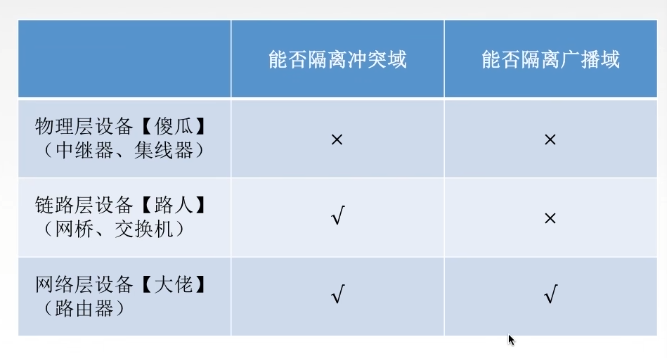 能否隔离冲突域 能否隔离广播域
物理层设备【傻瓜】
（中继器、集线器） × ×
链路层设备【路人】
（网桥、交换机） √ ×
网络层设备【大佬】
（路由器） √ √